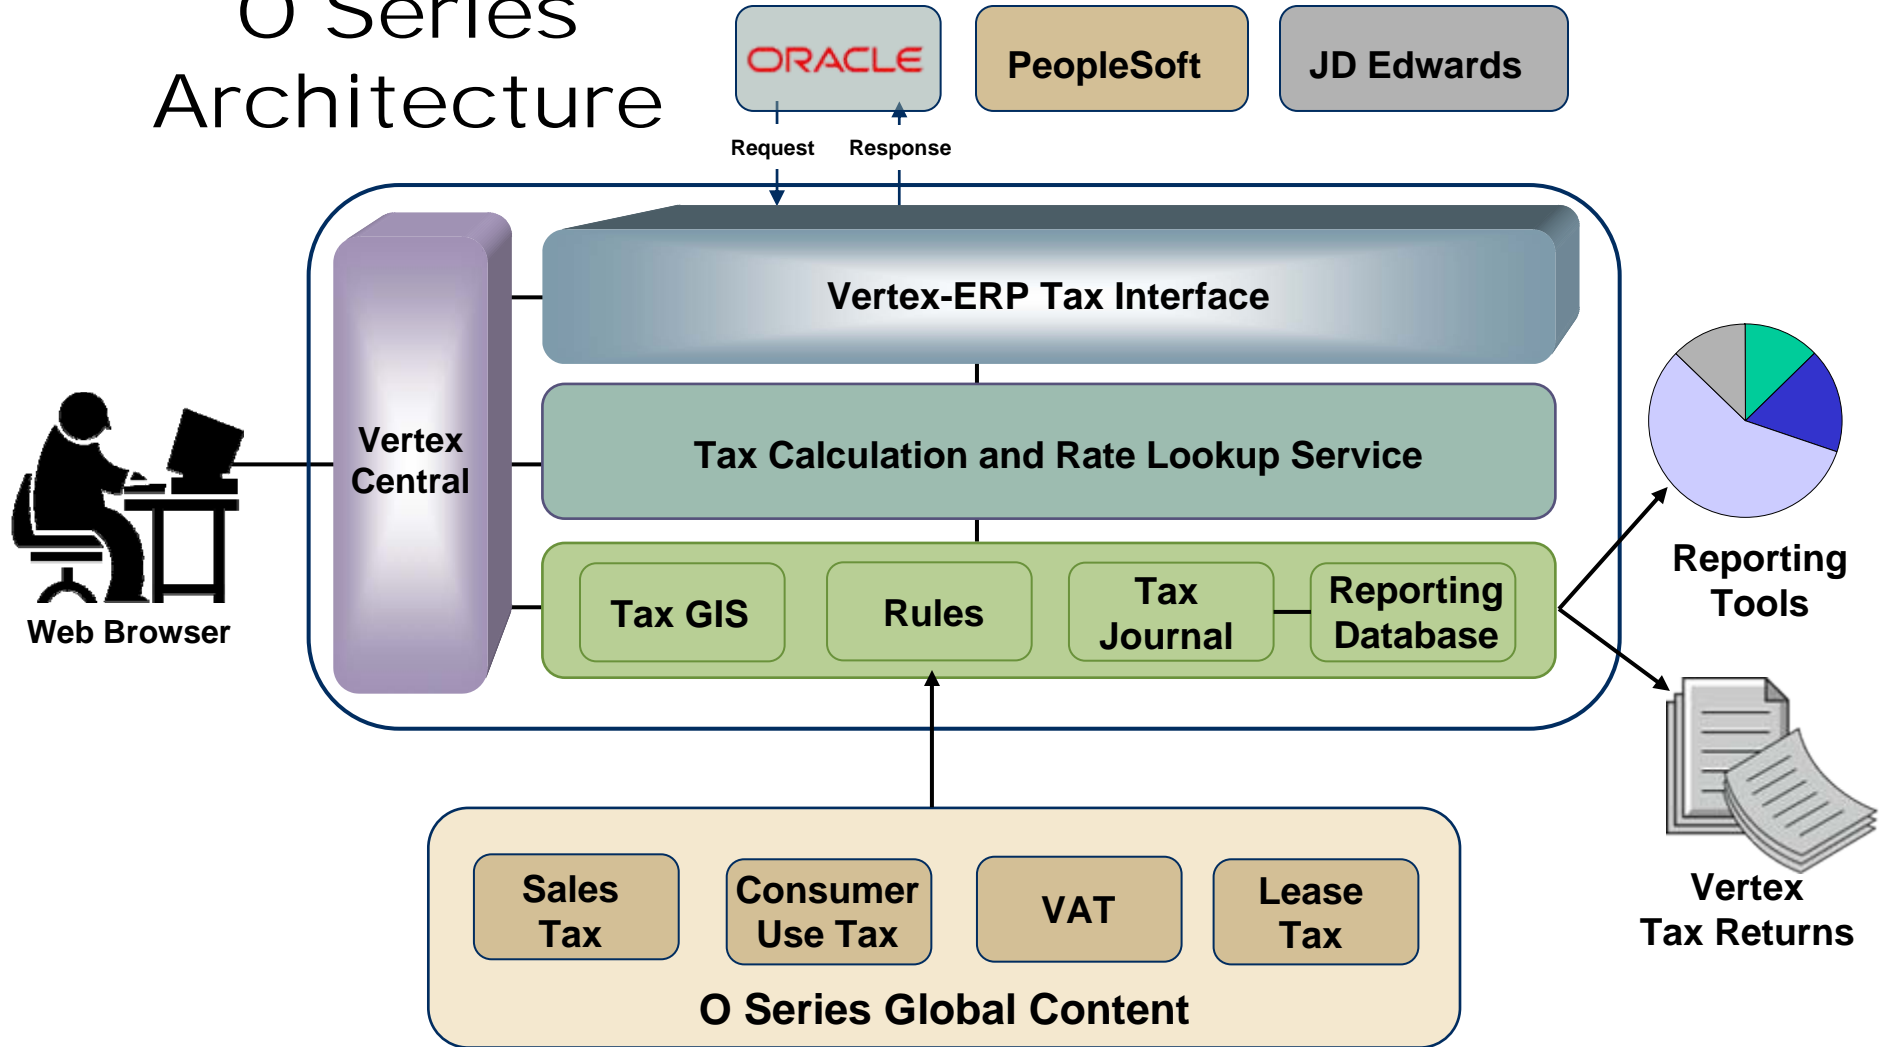 O Series
Architecture
ORACLE
PeopleSoft
JD Edwards
Request
Response
Vertex-ERP Tax Interface
Vertex
Central
Tax Calculation and Rate Lookup Service
Web Browser
Tax GIS
Rules
Tax
Journal
Reporting
Database
Reporting
Tools
Vertex
Tax Returns
Sales
Tax
Consumer
Use Tax
VAT
Lease
Tax
O Series Global Content